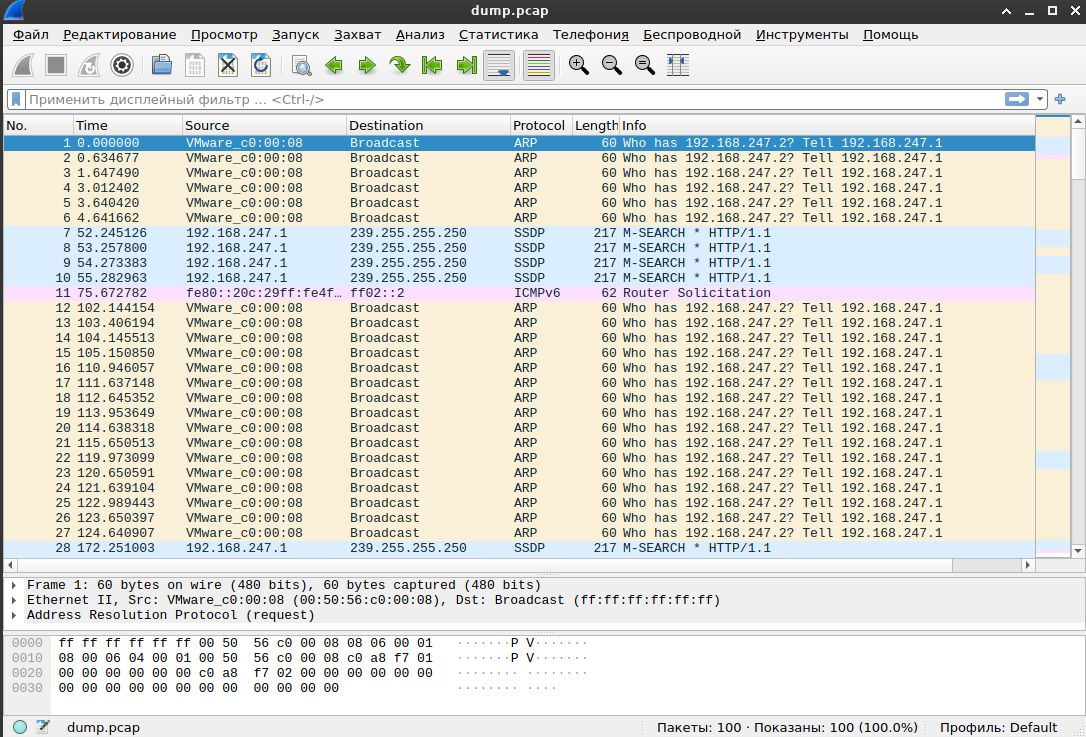 dump.pcap
Файл Редактирование Просмотр Запуск Захват Анализ Статистика Телефония Беспроводной Инструменты Помощь
Применить дисплейный фильтр … <Ctrl-/>
No. Time Source Destination Protocol Length Info
1 0.000000 VMware_c0:00:08 Broadcast ARP 60 Who has 192.168.247.2? Tell 192.168.247.1
2 0.634677 VMware_c0:00:08 Broadcast ARP 60 Who has 192.168.247.2? Tell 192.168.247.1
3 1.647490 VMware_c0:00:08 Broadcast ARP 60 Who has 192.168.247.2? Tell 192.168.247.1
4 3.012402 VMware_c0:00:08 Broadcast ARP 60 Who has 192.168.247.2? Tell 192.168.247.1
5 3.640420 VMware_c0:00:08 Broadcast ARP 60 Who has 192.168.247.2? Tell 192.168.247.1
6 4.641662 VMware_c0:00:08 Broadcast ARP 60 Who has 192.168.247.2? Tell 192.168.247.1
7 52.245126 192.168.247.1 239.255.255.250 SSDP 217 M-SEARCH * HTTP/1.1
8 53.257800 192.168.247.1 239.255.255.250 SSDP 217 M-SEARCH * HTTP/1.1
9 54.273383 192.168.247.1 239.255.255.250 SSDP 217 M-SEARCH * HTTP/1.1
10 55.282963 192.168.247.1 239.255.255.250 SSDP 217 M-SEARCH * HTTP/1.1
11 75.672782 fe80::20c:29ff:fe4f… ff02::2 ICMPv6 62 Router Solicitation
12 102.144154 VMware_c0:00:08 Broadcast ARP 60 Who has 192.168.247.2? Tell 192.168.247.1
13 103.406194 VMware_c0:00:08 Broadcast ARP 60 Who has 192.168.247.2? Tell 192.168.247.1
14 104.145513 VMware_c0:00:08 Broadcast ARP 60 Who has 192.168.247.2? Tell 192.168.247.1
15 105.150850 VMware_c0:00:08 Broadcast ARP 60 Who has 192.168.247.2? Tell 192.168.247.1
16 110.946057 VMware_c0:00:08 Broadcast ARP 60 Who has 192.168.247.2? Tell 192.168.247.1
17 111.637148 VMware_c0:00:08 Broadcast ARP 60 Who has 192.168.247.2? Tell 192.168.247.1
18 112.645352 VMware_c0:00:08 Broadcast ARP 60 Who has 192.168.247.2? Tell 192.168.247.1
19 113.953649 VMware_c0:00:08 Broadcast ARP 60 Who has 192.168.247.2? Tell 192.168.247.1
20 114.638318 VMware_c0:00:08 Broadcast ARP 60 Who has 192.168.247.2? Tell 192.168.247.1
21 115.650513 VMware_c0:00:08 Broadcast ARP 60 Who has 192.168.247.2? Tell 192.168.247.1
22 119.973099 VMware_c0:00:08 Broadcast ARP 60 Who has 192.168.247.2? Tell 192.168.247.1
23 120.650591 VMware_c0:00:08 Broadcast ARP 60 Who has 192.168.247.2? Tell 192.168.247.1
24 121.639104 VMware_c0:00:08 Broadcast ARP 60 Who has 192.168.247.2? Tell 192.168.247.1
25 122.989443 VMware_c0:00:08 Broadcast ARP 60 Who has 192.168.247.2? Tell 192.168.247.1
26 123.650397 VMware_c0:00:08 Broadcast ARP 60 Who has 192.168.247.2? Tell 192.168.247.1
27 124.640907 VMware_c0:00:08 Broadcast ARP 60 Who has 192.168.247.2? Tell 192.168.247.1
28 172.251003 192.168.247.1 239.255.255.250 SSDP 217 M-SEARCH * HTTP/1.1
Frame 1: 60 bytes on wire (480 bits), 60 bytes captured (480 bits)
Ethernet II, Src: VMware_c0:00:08 (00:50:56:c0:00:08), Dst: Broadcast (ff:ff:ff:ff:ff:ff)
Address Resolution Protocol (request)
0000 ff ff ff ff ff ff 00 50 56 c0 00 08 08 06 00 01 ·······P V·······
0010 08 00 06 04 00 01 00 50 56 c0 00 08 c0 a8 f7 01 ·······P V·······
0020 00 00 00 00 00 00 c0 a8 f7 02 00 00 00 00 00 00 ········ ········
0030 00 00 00 00 00 00 00 00 00 00 00 00 ········ ····
dump.pcap Пакеты: 100 · Показаны: 100 (100.0%) Профиль: Default